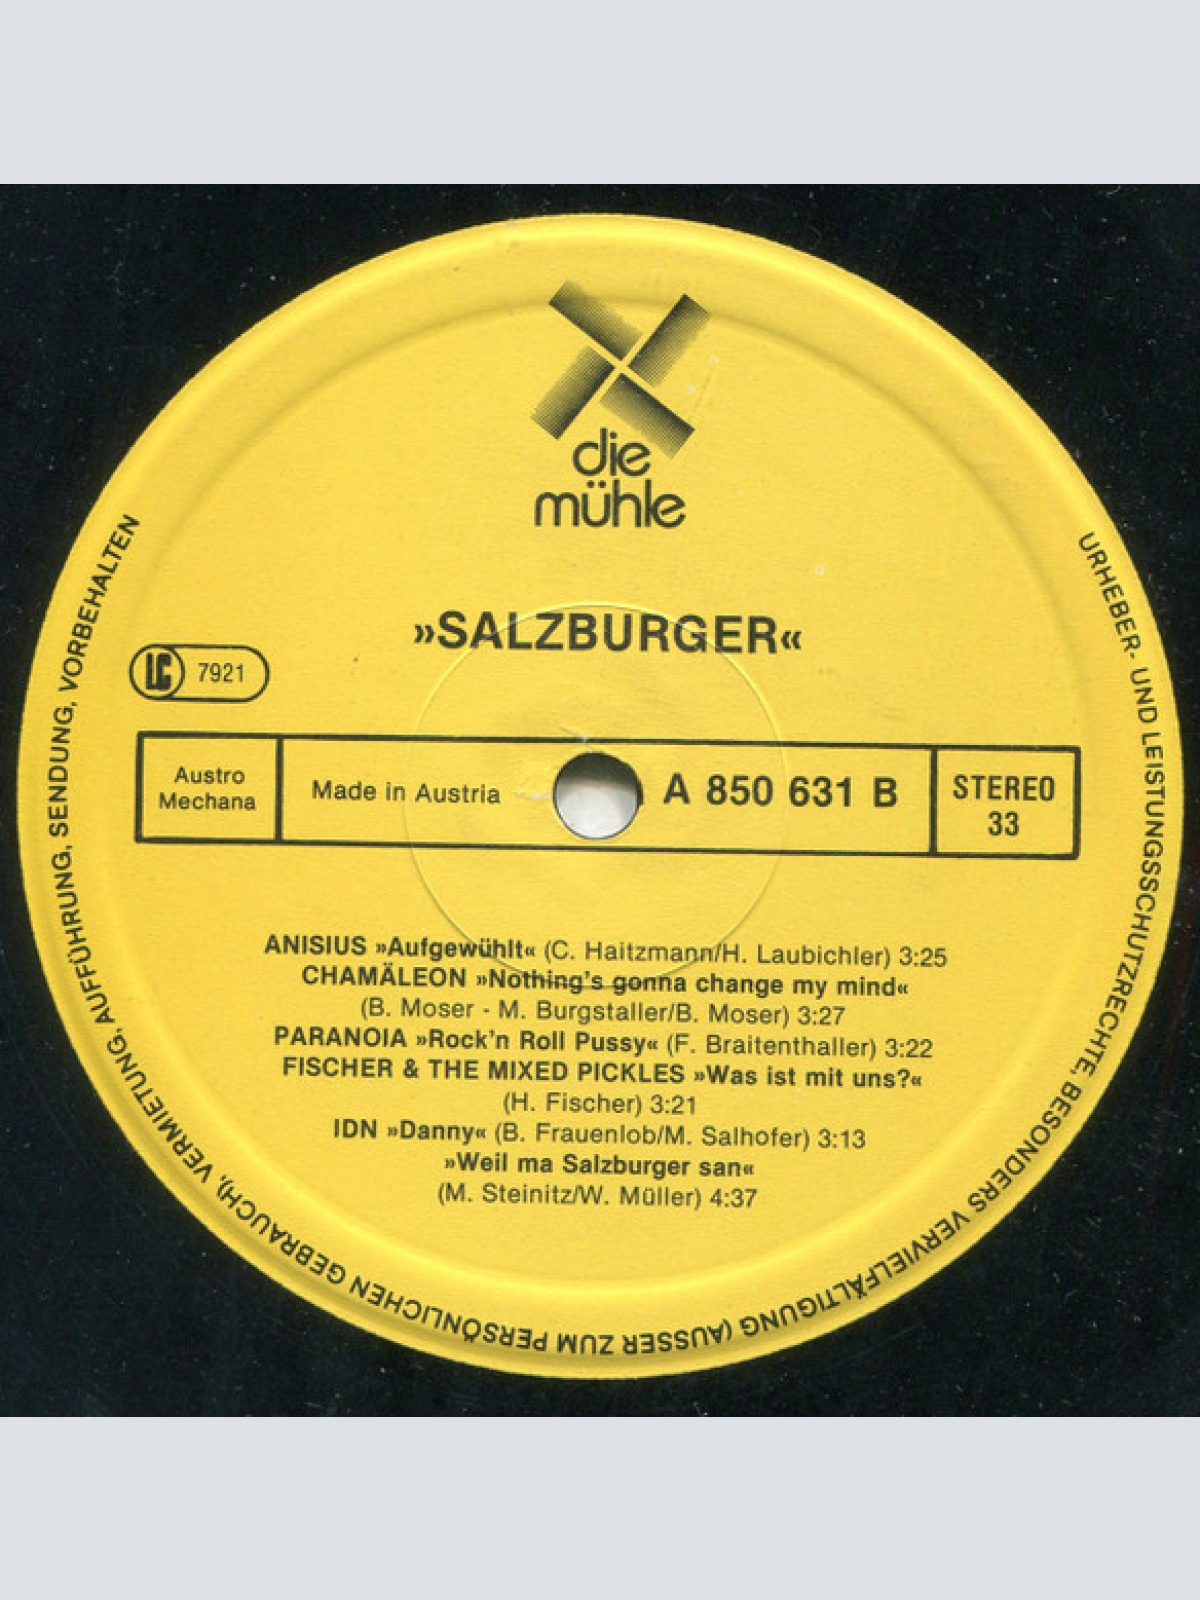 die
mühle
»SALZBURGER«
LC 7921
Austro
Mechana
Made in Austria
A 850 631 B
STEREO
33
ANISIUS »Aufgewühlt« (C. Haitzmann/H. Laubichler) 3:25
CHAMÄLEON »Nothing's gonna change my mind«
(B. Moser - M. Burgstaller/B. Moser) 3:27
PARANOIA »Rock'n Roll Pussy« (F. Braitenthaller) 3:22
FISCHER & THE MIXED PICKLES »Was ist mit uns?«
(H. Fischer) 3:21
IDN »Danny« (B. Frauenlob/M. Salhofer) 3:13
»Weil ma Salzburger san«
(M. Steinitz/W. Müller) 4:37
URHEBER- UND LEISTUNGSSCHUTZRECHTE, BESONDERS VERVIELFÄLTIGUNG (AUSSER ZUM PERSÖNLICHEN GEBRAUCH), VERMIETUNG, AUFFÜHRUNG, SENDUNG, VORBEHALTEN